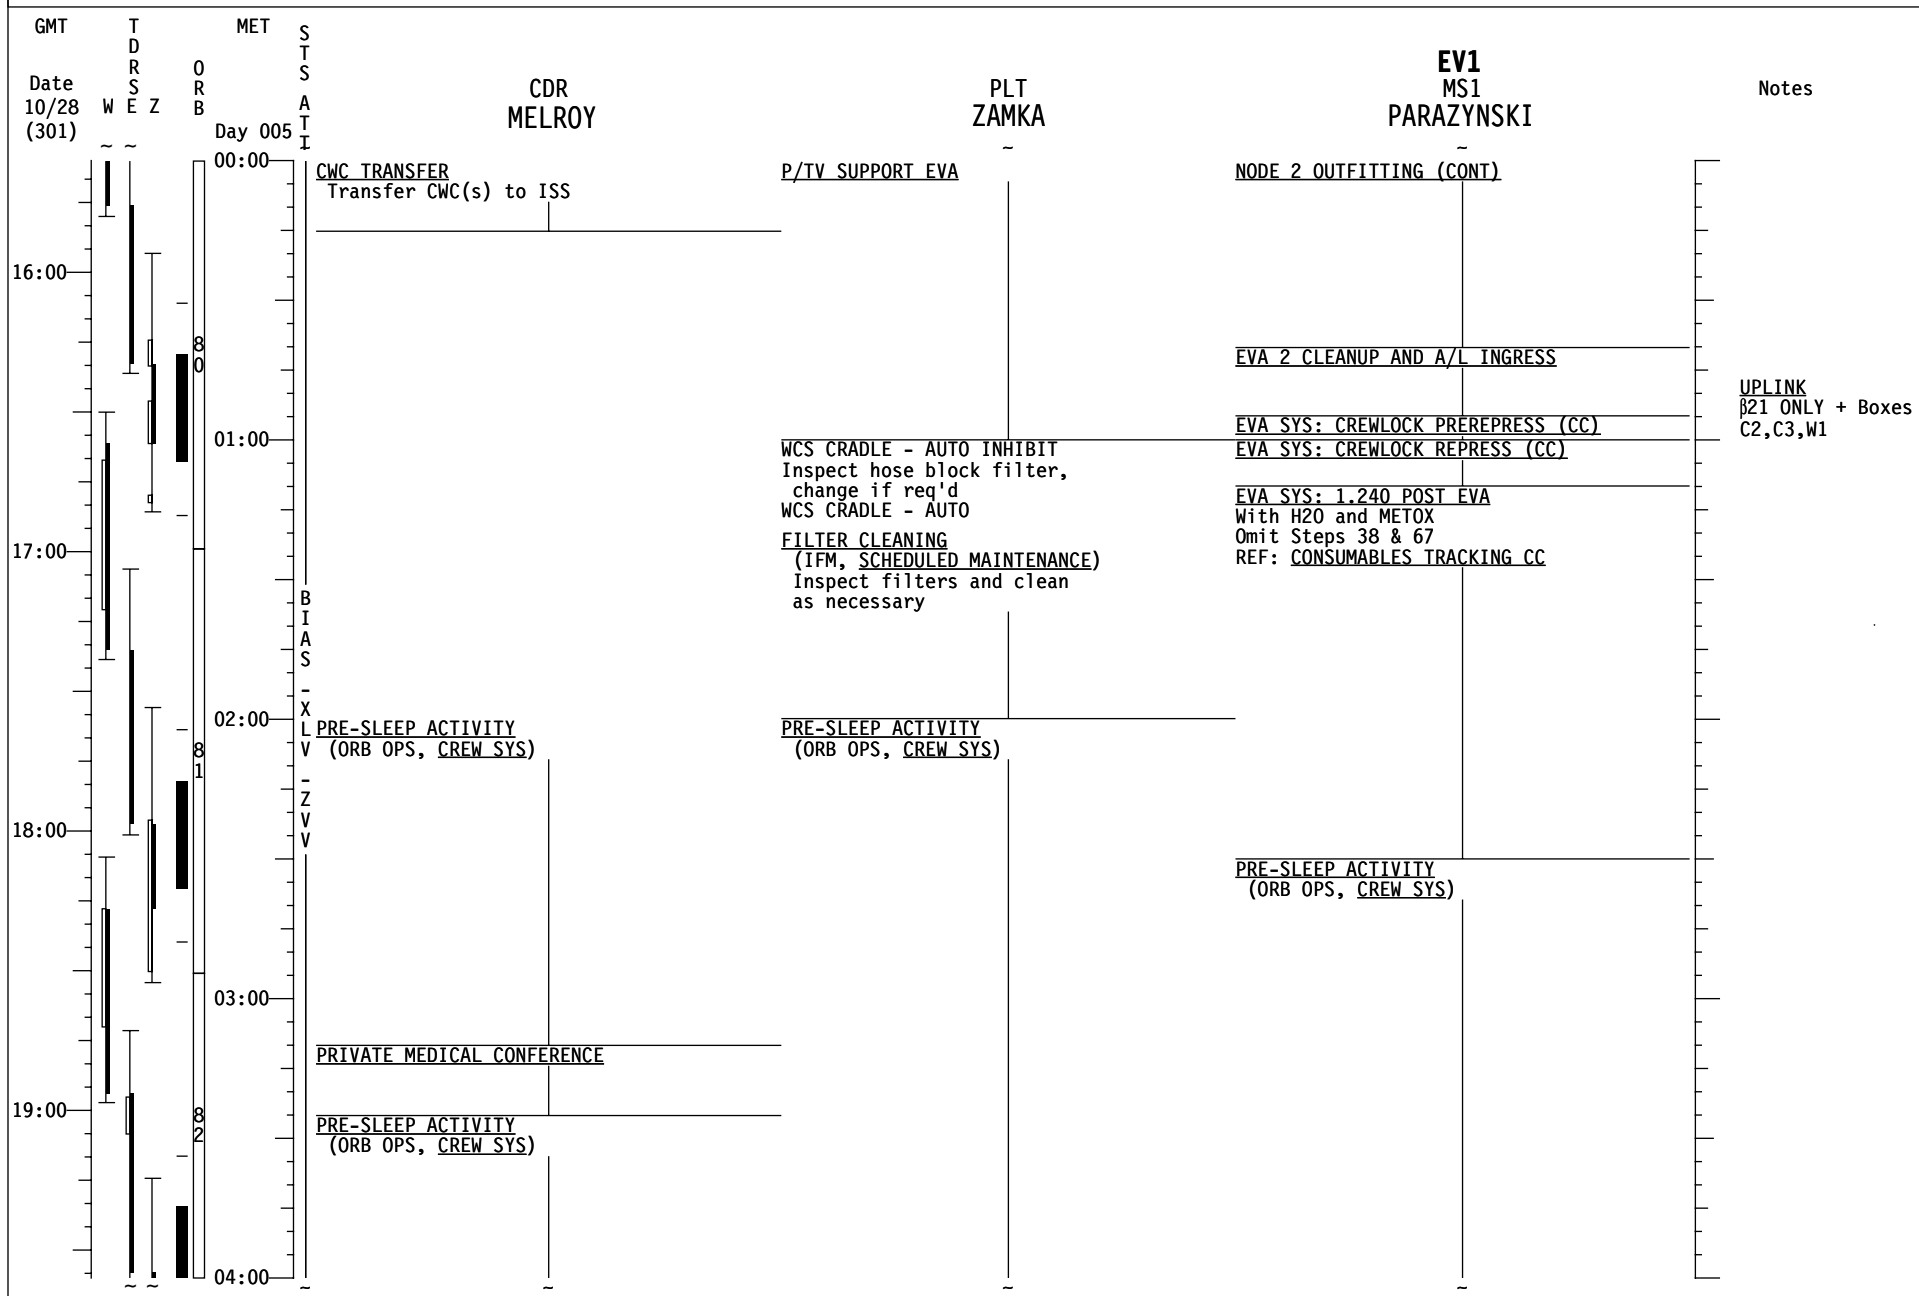 GMT
TDRS
MET
STS ATT
ORB
Date
10/28
(301)
W E Z
Day 005
CDR
MELROY
PLT
ZAMKA
EV1
MS1
PARAZYNSKI
Notes
~ ~ ~ ~
00:00
CWC TRANSFER
Transfer CWC(s) to ISS
P/TV SUPPORT EVA
NODE 2 OUTFITTING (CONT)
16:00
80
EVA 2 CLEANUP AND A/L INGRESS
UPLINK
β21 ONLY + Boxes
C2,C3,W1
EVA SYS: CREWLOCK PREREPRESS (CC)
01:00
WCS CRADLE - AUTO INHIBIT
Inspect hose block filter,
change if req'd
WCS CRADLE - AUTO
EVA SYS: CREWLOCK REPRESS (CC)
EVA SYS: 1.240 POST EVA
With H2O and METOX
Omit Steps 38 & 67
REF: CONSUMABLES TRACKING CC
FILTER CLEANING
(IFM, SCHEDULED MAINTENANCE)
Inspect filters and clean
as necessary
17:00
BIAS -XLV -ZVV
02:00
PRE-SLEEP ACTIVITY
(ORB OPS, CREW SYS)
PRE-SLEEP ACTIVITY
(ORB OPS, CREW SYS)
81
18:00
PRE-SLEEP ACTIVITY
(ORB OPS, CREW SYS)
03:00
PRIVATE MEDICAL CONFERENCE
19:00
82
PRE-SLEEP ACTIVITY
(ORB OPS, CREW SYS)
04:00
~ ~ ~ ~ ~ ~